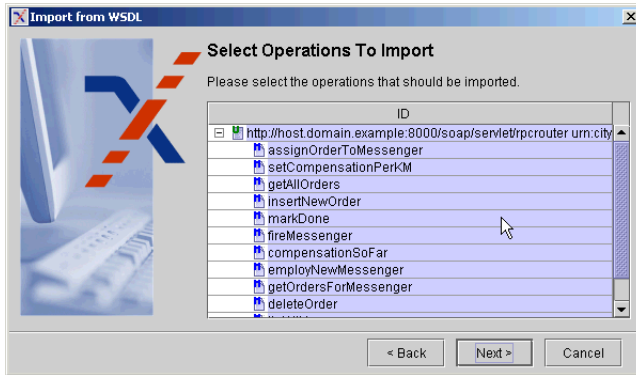 Import from WSDL
Select Operations To Import
Please select the operations that should be imported.
ID
http://host.domain.example:8000/soap/servlet/rpcrouter urn:city
assignOrderToMessenger
setCompensationPerKM
getAllOrders
insertNewOrder
markDone
fireMessenger
compensationSoFar
employNewMessenger
getOrdersForMessenger
deleteOrder
< Back Next > Cancel